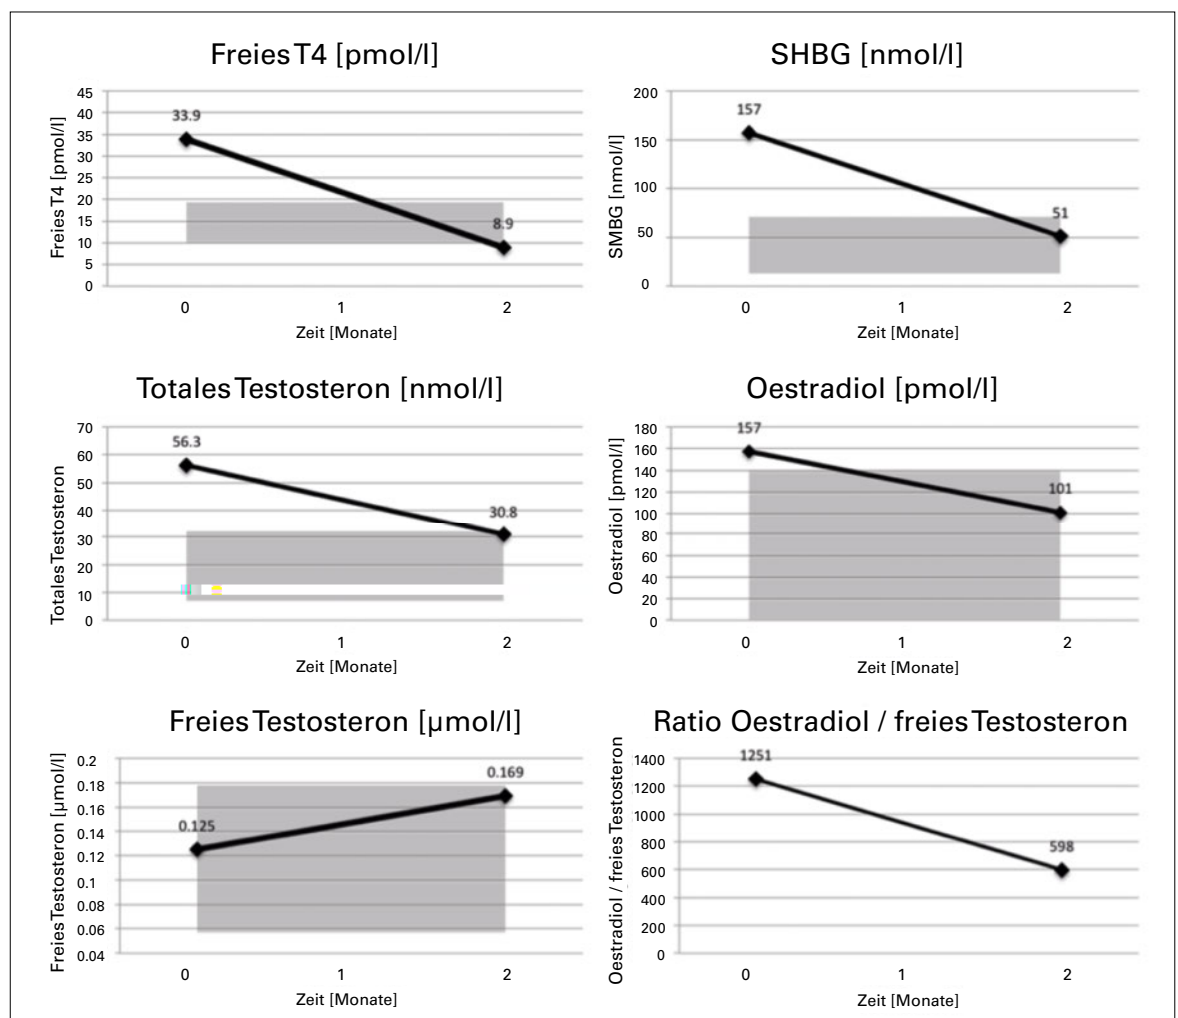 Freies T4 [pmol/l]
Freies T4 [pmol/l]
45
40
35
30
25
20
15
10
5
0
33.9
8.9
0 1 2
Zeit [Monate]
SHBG [nmol/l]
SMBG [nmol/l]
200
150
100
50
0
157
51
0 1 2
Zeit [Monate]
Totales Testosteron [nmol/l]
Totales Testosteron
70
60
50
40
30
20
10
0
56.3
30.8
0 1 2
Zeit [Monate]
Oestradiol [pmol/l]
Oestradiol [pmol/l]
180
160
140
120
100
80
60
40
20
0
157
101
0 1 2
Zeit [Monate]
Freies Testosteron [µmol/l]
Freies Testosteron [µmol/l]
0.2
0.18
0.16
0.14
0.12
0.1
0.08
0.06
0.04
0.125
0.169
0 1 2
Zeit [Monate]
Ratio Oestradiol / freies Testosteron
Oestradiol / freies Testosteron
1400
1200
1000
800
600
400
200
0
1251
598
0 1 2
Zeit [Monate]